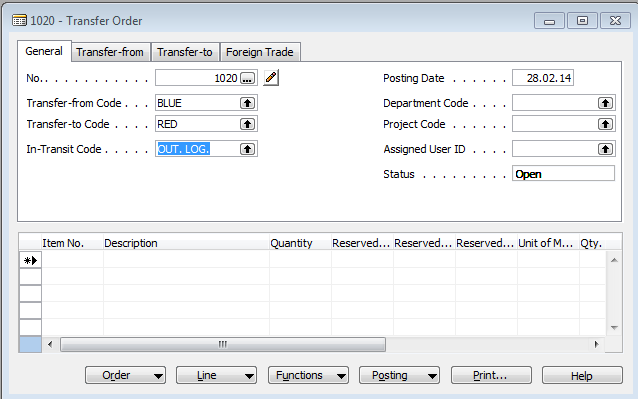 1020 - Transfer Order
General Transfer-from Transfer-to Foreign Trade
No. . . . . . . . . . . . 1020 ... Posting Date . . . . . . 28.02.14
Transfer-from Code . . . . BLUE Department Code . . . .
Transfer-to Code . . . . . RED Project Code . . . . . .
In-Transit Code . . . . . OUT. LOG. Assigned User ID . . . .
Status . . . . . . . . . Open
Item No. Description Quantity Reserved... Reserved... Reserved... Unit of M... Qty.
Order Line Functions Posting Print... Help